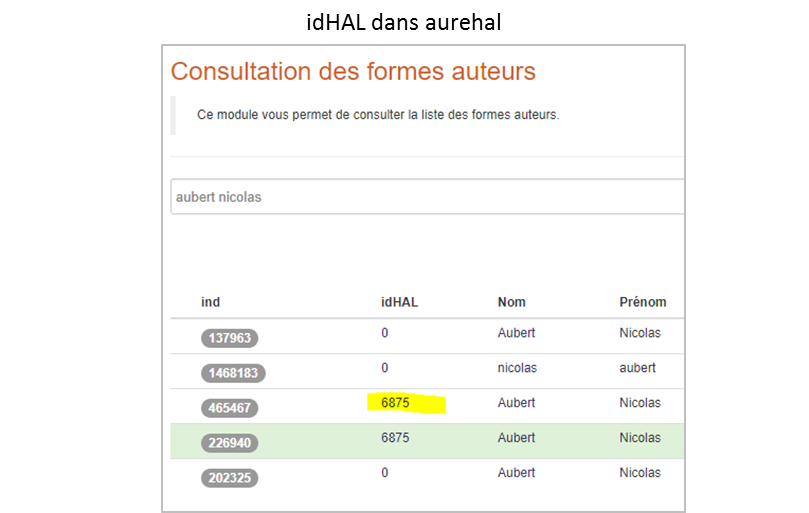 idHAL dans aurehal
Consultation des formes auteurs
Ce module vous permet de consulter la liste des formes auteurs.
aubert nicolas
ind idHAL Nom Prénom
137963 0 Aubert Nicolas
1468183 0 nicolas aubert
465467 6875 Aubert Nicolas
226940 6875 Aubert Nicolas
202325 0 Aubert Nicolas